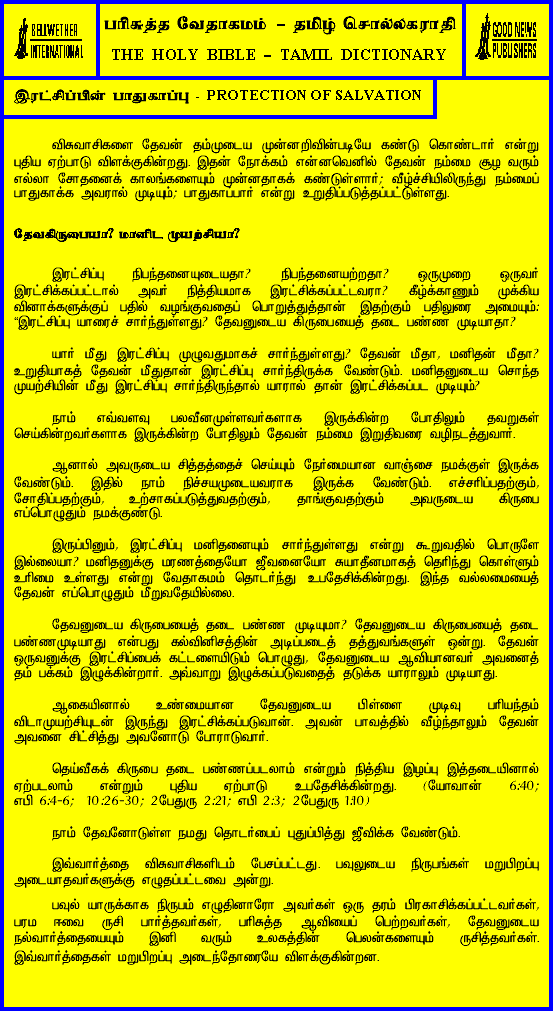 BELLWETHER
INTERNATIONAL
பரிசுத்த வேதாகமம் – தமிழ் சொல்லகராதி
THE HOLY BIBLE – TAMIL DICTIONARY
GOOD NEWS
PUBLISHERS
இரட்சிப்பின் பாதுகாப்பு - PROTECTION OF SALVATION
விசுவாசிகளை தேவன் தம்முடைய முன்னறிவின்படியே கண்டு கொண்டார் என்று
புதிய ஏற்பாடு விளக்குகின்றது. இதன் நோக்கம் என்னவெனில் தேவன் நம்மை சூழ வரும்
எல்லா சோதனைக் காலங்களையும் முன்னதாகக் கண்டுள்ளார்; வீழ்ச்சியிலிருந்து நம்மைப்
பாதுகாக்க அவரால் முடியும்; பாதுகாப்பார் என்று உறுதிப்படுத்தப்பட்டுள்ளது.
தேவகிருபையா? மானிட முயற்சியா?
இரட்சிப்பு நிபந்தனையுடையதா? நிபந்தனையற்றதா? ஒருமுறை ஒருவர்
இரட்சிக்கப்பட்டால் அவர் நித்தியமாக இரட்சிக்கப்பட்டவரா? கீழ்க்காணும் முக்கிய
வினாக்களுக்குப் பதில் வழங்குவதைப் பொறுத்துத்தான் இதற்கும் பதிலுரை அமையும்:
"இரட்சிப்பு யாரைச் சார்ந்துள்ளது? தேவனுடைய கிருபையைத் தடை பண்ண முடியாதா?
யார் மீது இரட்சிப்பு முழுவதுமாகச் சார்ந்துள்ளது? தேவன் மீதா, மனிதன் மீதா?
உறுதியாகத் தேவன் மீதுதான் இரட்சிப்பு சார்ந்திருக்க வேண்டும். மனிதனுடைய சொந்த
முயற்சியின் மீது இரட்சிப்பு சார்ந்திருந்தால் யாரால் தான் இரட்சிக்கப்பட முடியும்?
நாம் எவ்வளவு பலவீனமுள்ளவர்களாக இருக்கின்ற போதிலும் தவறுகள்
செய்கின்றவர்களாக இருக்கின்ற போதிலும் தேவன் நம்மை இறுதிவரை வழிநடத்துவார்.
ஆனால் அவருடைய சித்தத்தைச் செய்யும் நேர்மையான வாஞ்சை நமக்குள் இருக்க
வேண்டும். இதில் நாம் நிச்சயமுடையவராக இருக்க வேண்டும். எச்சரிப்பதற்கும்,
சோதிப்பதற்கும், உற்சாகப்படுத்துவதற்கும், தாங்குவதற்கும் அவருடைய கிருபை
எப்பொழுதும் நமக்குண்டு.
இருப்பினும், இரட்சிப்பு மனிதனையும் சார்ந்துள்ளது என்று கூறுவதில் பொருளே
இல்லையா? மனிதனுக்கு மரணத்தையோ ஜீவனையோ சுயாதீனமாகத் தெரிந்து கொள்ளும்
உரிமை உள்ளது என்று வேதாகமம் தொடர்ந்து உபதேசிக்கின்றது. இந்த வல்லமையைத்
தேவன் எப்பொழுதும் மீறுவதேயில்லை.
தேவனுடைய கிருபையைத் தடை பண்ண முடியுமா? தேவனுடைய கிருபையைத் தடை
பண்ணமுடியாது என்பது கல்வினிசத்தின் அடிப்படைத் தத்துவங்களுள் ஒன்று. தேவன்
ஒருவனுக்கு இரட்சிப்பைக் கட்டளையிடும் பொழுது, தேவனுடைய ஆவியானவர் அவனைத்
தம் பக்கம் இழுக்கின்றார். அவ்வாறு இழுக்கப்படுவதைத் தடுக்க யாராலும் முடியாது.
ஆகையினால் உண்மையான தேவனுடைய பிள்ளை முடிவு பரியந்தம்
விடாமுயற்சியுடன் இருந்து இரட்சிக்கப்படுவான். அவன் பாவத்தில் வீழ்ந்தாலும் தேவன்
அவனை சிட்சித்து அவனோடு போராடுவார்.
தெய்வீகக் கிருபை தடை பண்ணப்படலாம் என்றும் நித்திய இழப்பு இத்தடையினால்
ஏற்படலாம் என்றும் புதிய ஏற்பாடு உபதேசிக்கின்றது. (யோவான் 6:40;
எபி 6:4-6; 10:26-30; 2பேதுரு 2:21; எபி 2:3; 2பேதுரு 1:10)
நாம் தேவனோடுள்ள நமது தொடர்பைப் புதுப்பித்து ஜீவிக்க வேண்டும்.
இவ்வார்த்தை விசுவாசிகளிடம் பேசப்பட்டது. பவுலுடைய நிருபங்கள் மறுபிறப்பு
அடையாதவர்களுக்கு எழுதப்பட்டவை அன்று.
பவுல் யாருக்காக நிருபம் எழுதினாரோ அவர்கள் ஒரு தரம் பிரகாசிக்கப்பட்டவர்கள்,
பரம ஈவை ருசி பார்த்தவர்கள், பரிசுத்த ஆவியைப் பெற்றவர்கள், தேவனுடைய
நல்வார்த்தையையும் இனி வரும் உலகத்தின் பெலன்களையும் ருசித்தவர்கள்.
இவ்வார்த்தைகள் மறுபிறப்பு அடைந்தோரையே விளக்குகின்றன.